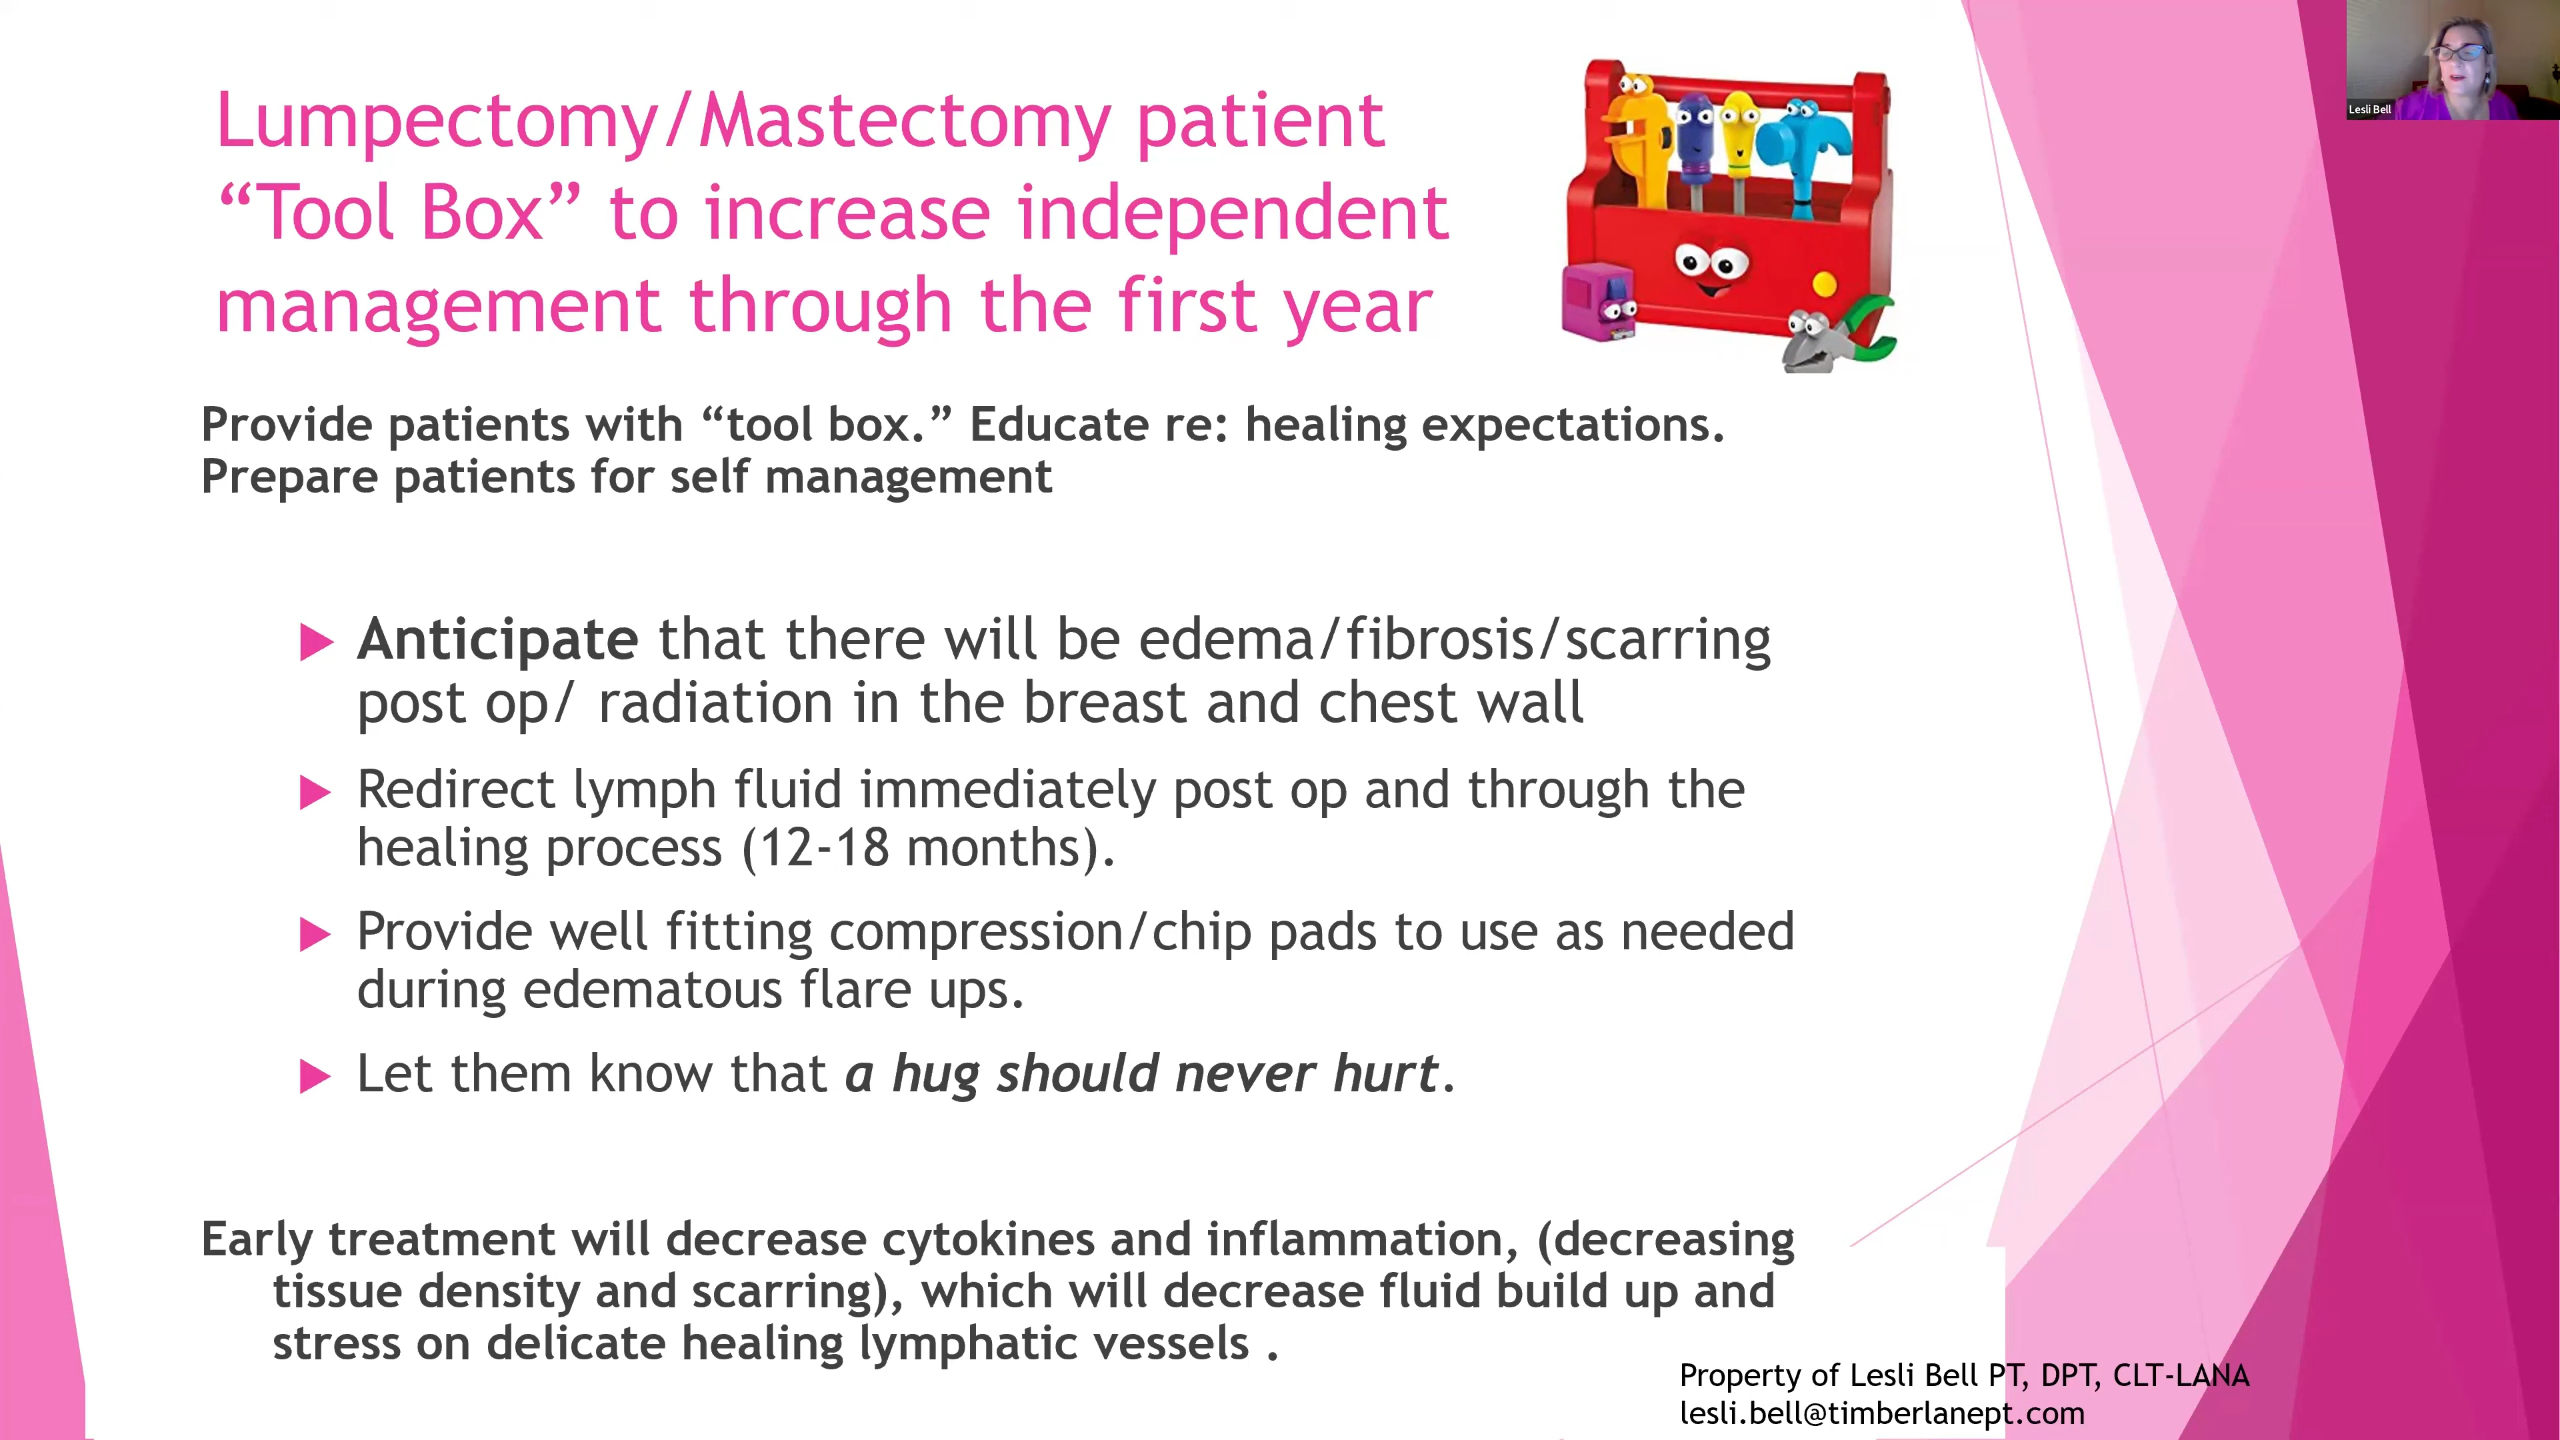 Lesli Bell
Lumpectomy/Mastectomy patient
“Tool Box” to increase independent
management through the first year
Provide patients with “tool box.” Educate re: healing expectations.
Prepare patients for self management
Anticipate that there will be edema/fibrosis/scarring
post op/ radiation in the breast and chest wall
Redirect lymph fluid immediately post op and through the
healing process (12-18 months).
Provide well fitting compression/chip pads to use as needed
during edematous flare ups.
Let them know that a hug should never hurt.
Early treatment will decrease cytokines and inflammation, (decreasing
tissue density and scarring), which will decrease fluid build up and
stress on delicate healing lymphatic vessels .
Property of Lesli Bell PT, DPT, CLT-LANA
lesli.bell@timberlanept.com